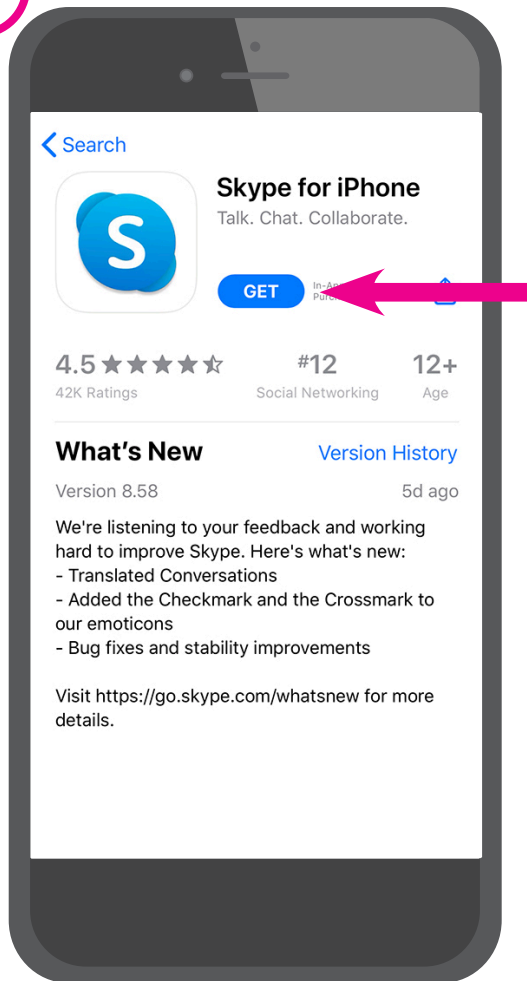 Search
S
Skype for iPhone
Talk. Chat. Collaborate.
GET
4.5
#12
12+
42K Ratings
Social Networking
Age
What's New
Version History
Version 8.58
5d ago
We're listening to your feedback and working
hard to improve Skype. Here's what's new:
- Translated Conversations
- Added the Checkmark and the Crossmark to
our emoticons
- Bug fixes and stability improvements
Visit https://go.skype.com/whatsnew for more
details.